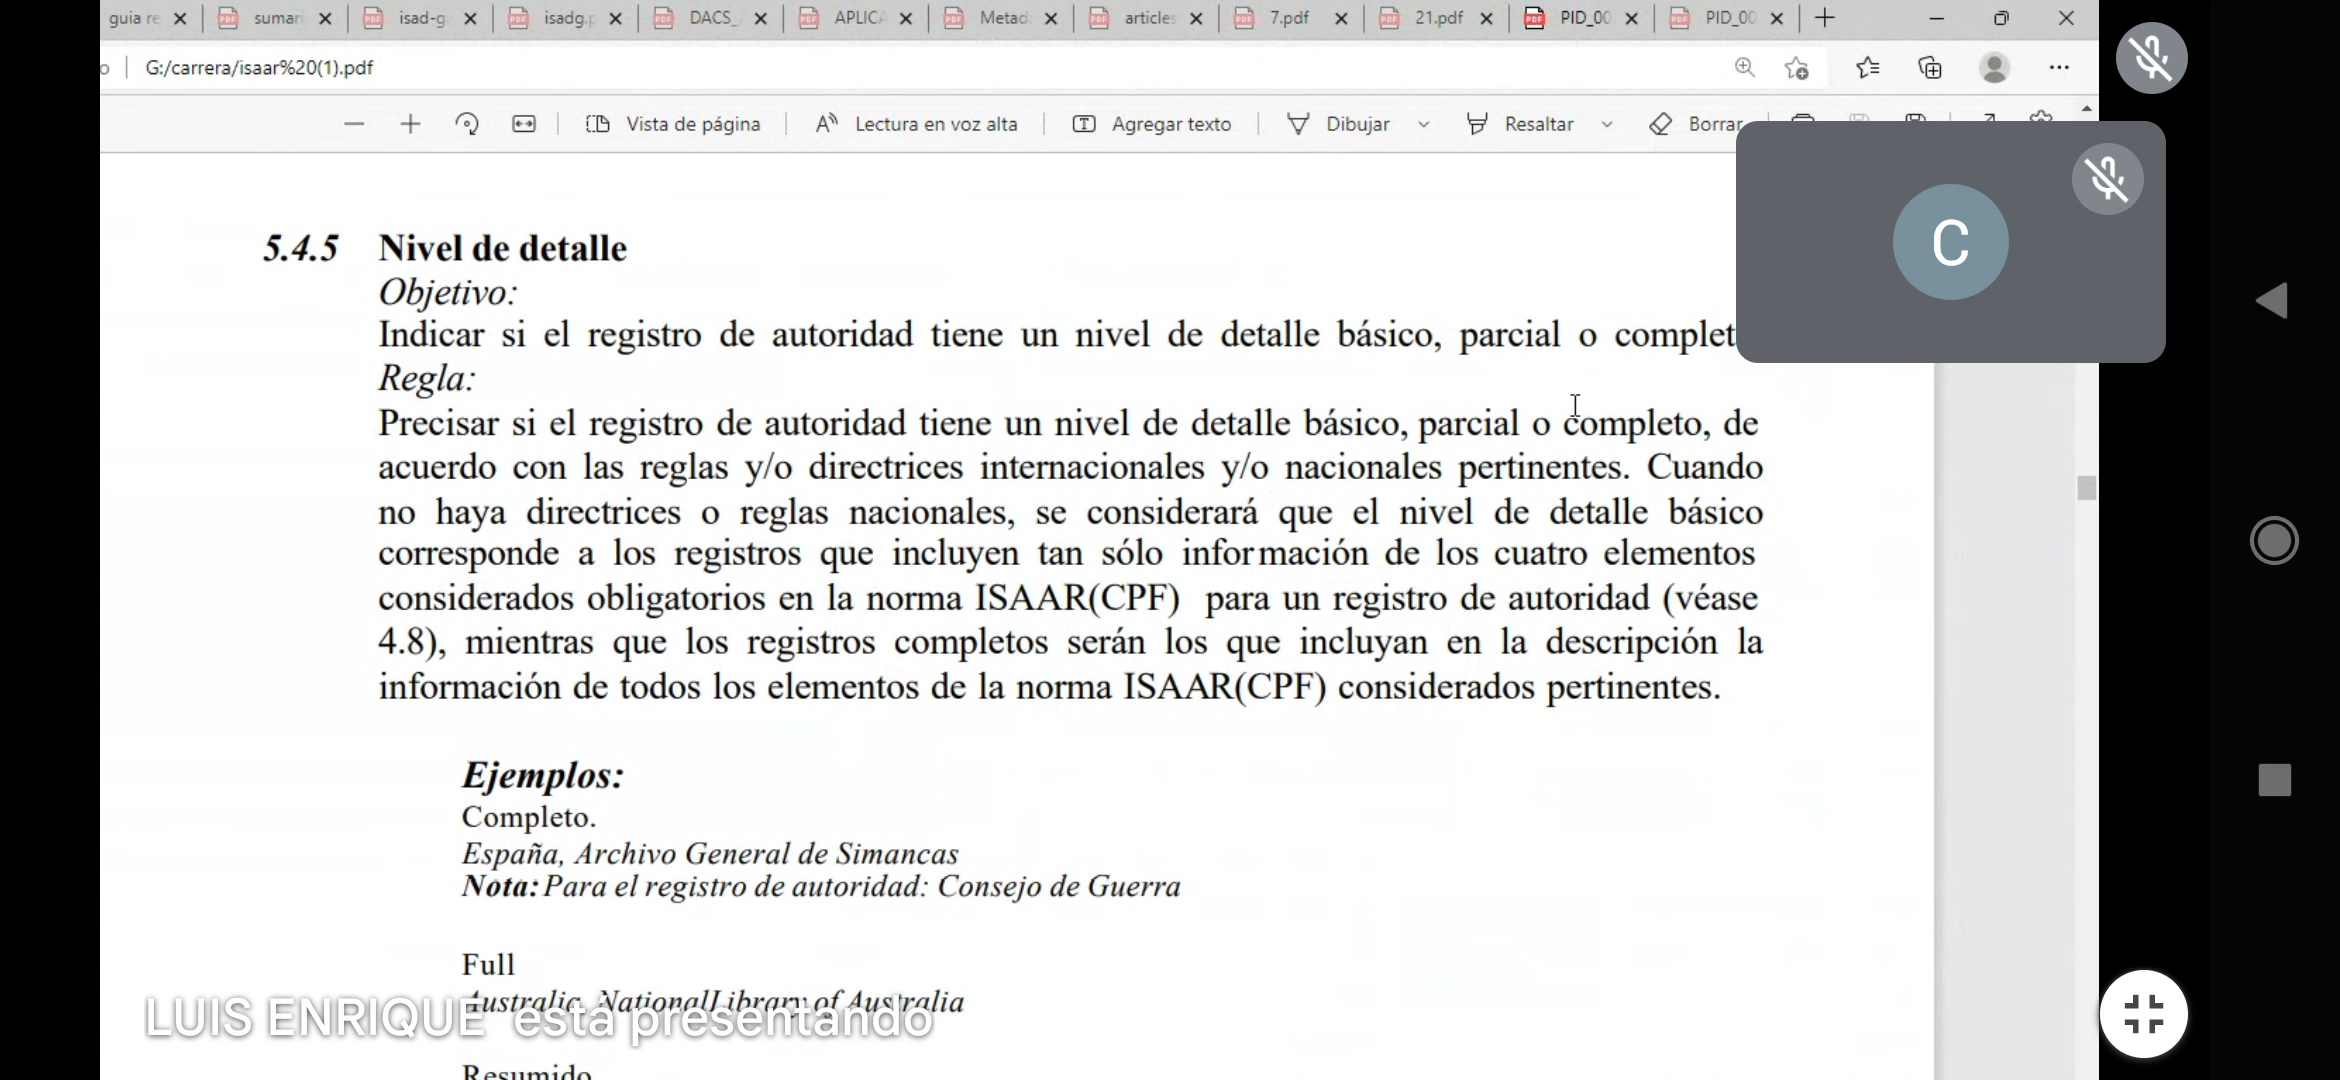 guia re
sumar
isad-g
isadg.p
DACS_
APLICA
Metad
articles
7.pdf
21.pdf
PID_00
PID_00
G:/carrera/isaar%20(1).pdf
Vista de página
Lectura en voz alta
Agregar texto
Dibujar
Resaltar
Borrar
C
5.4.5 Nivel de detalle
Objetivo:
Indicar si el registro de autoridad tiene un nivel de detalle básico, parcial o complet
Regla:
Precisar si el registro de autoridad tiene un nivel de detalle básico, parcial o completo, de
acuerdo con las reglas y/o directrices internacionales y/o nacionales pertinentes. Cuando
no haya directrices o reglas nacionales, se considerará que el nivel de detalle básico
corresponde a los registros que incluyen tan sólo información de los cuatro elementos
considerados obligatorios en la norma ISAAR(CPF) para un registro de autoridad (véase
4.8), mientras que los registros completos serán los que incluyan en la descripción la
información de todos los elementos de la norma ISAAR(CPF) considerados pertinentes.
Ejemplos:
Completo.
España, Archivo General de Simancas
Nota: Para el registro de autoridad: Consejo de Guerra
Full
Australia, NationalLibrary of Australia
LUIS ENRIQUE está presentando
Resumido